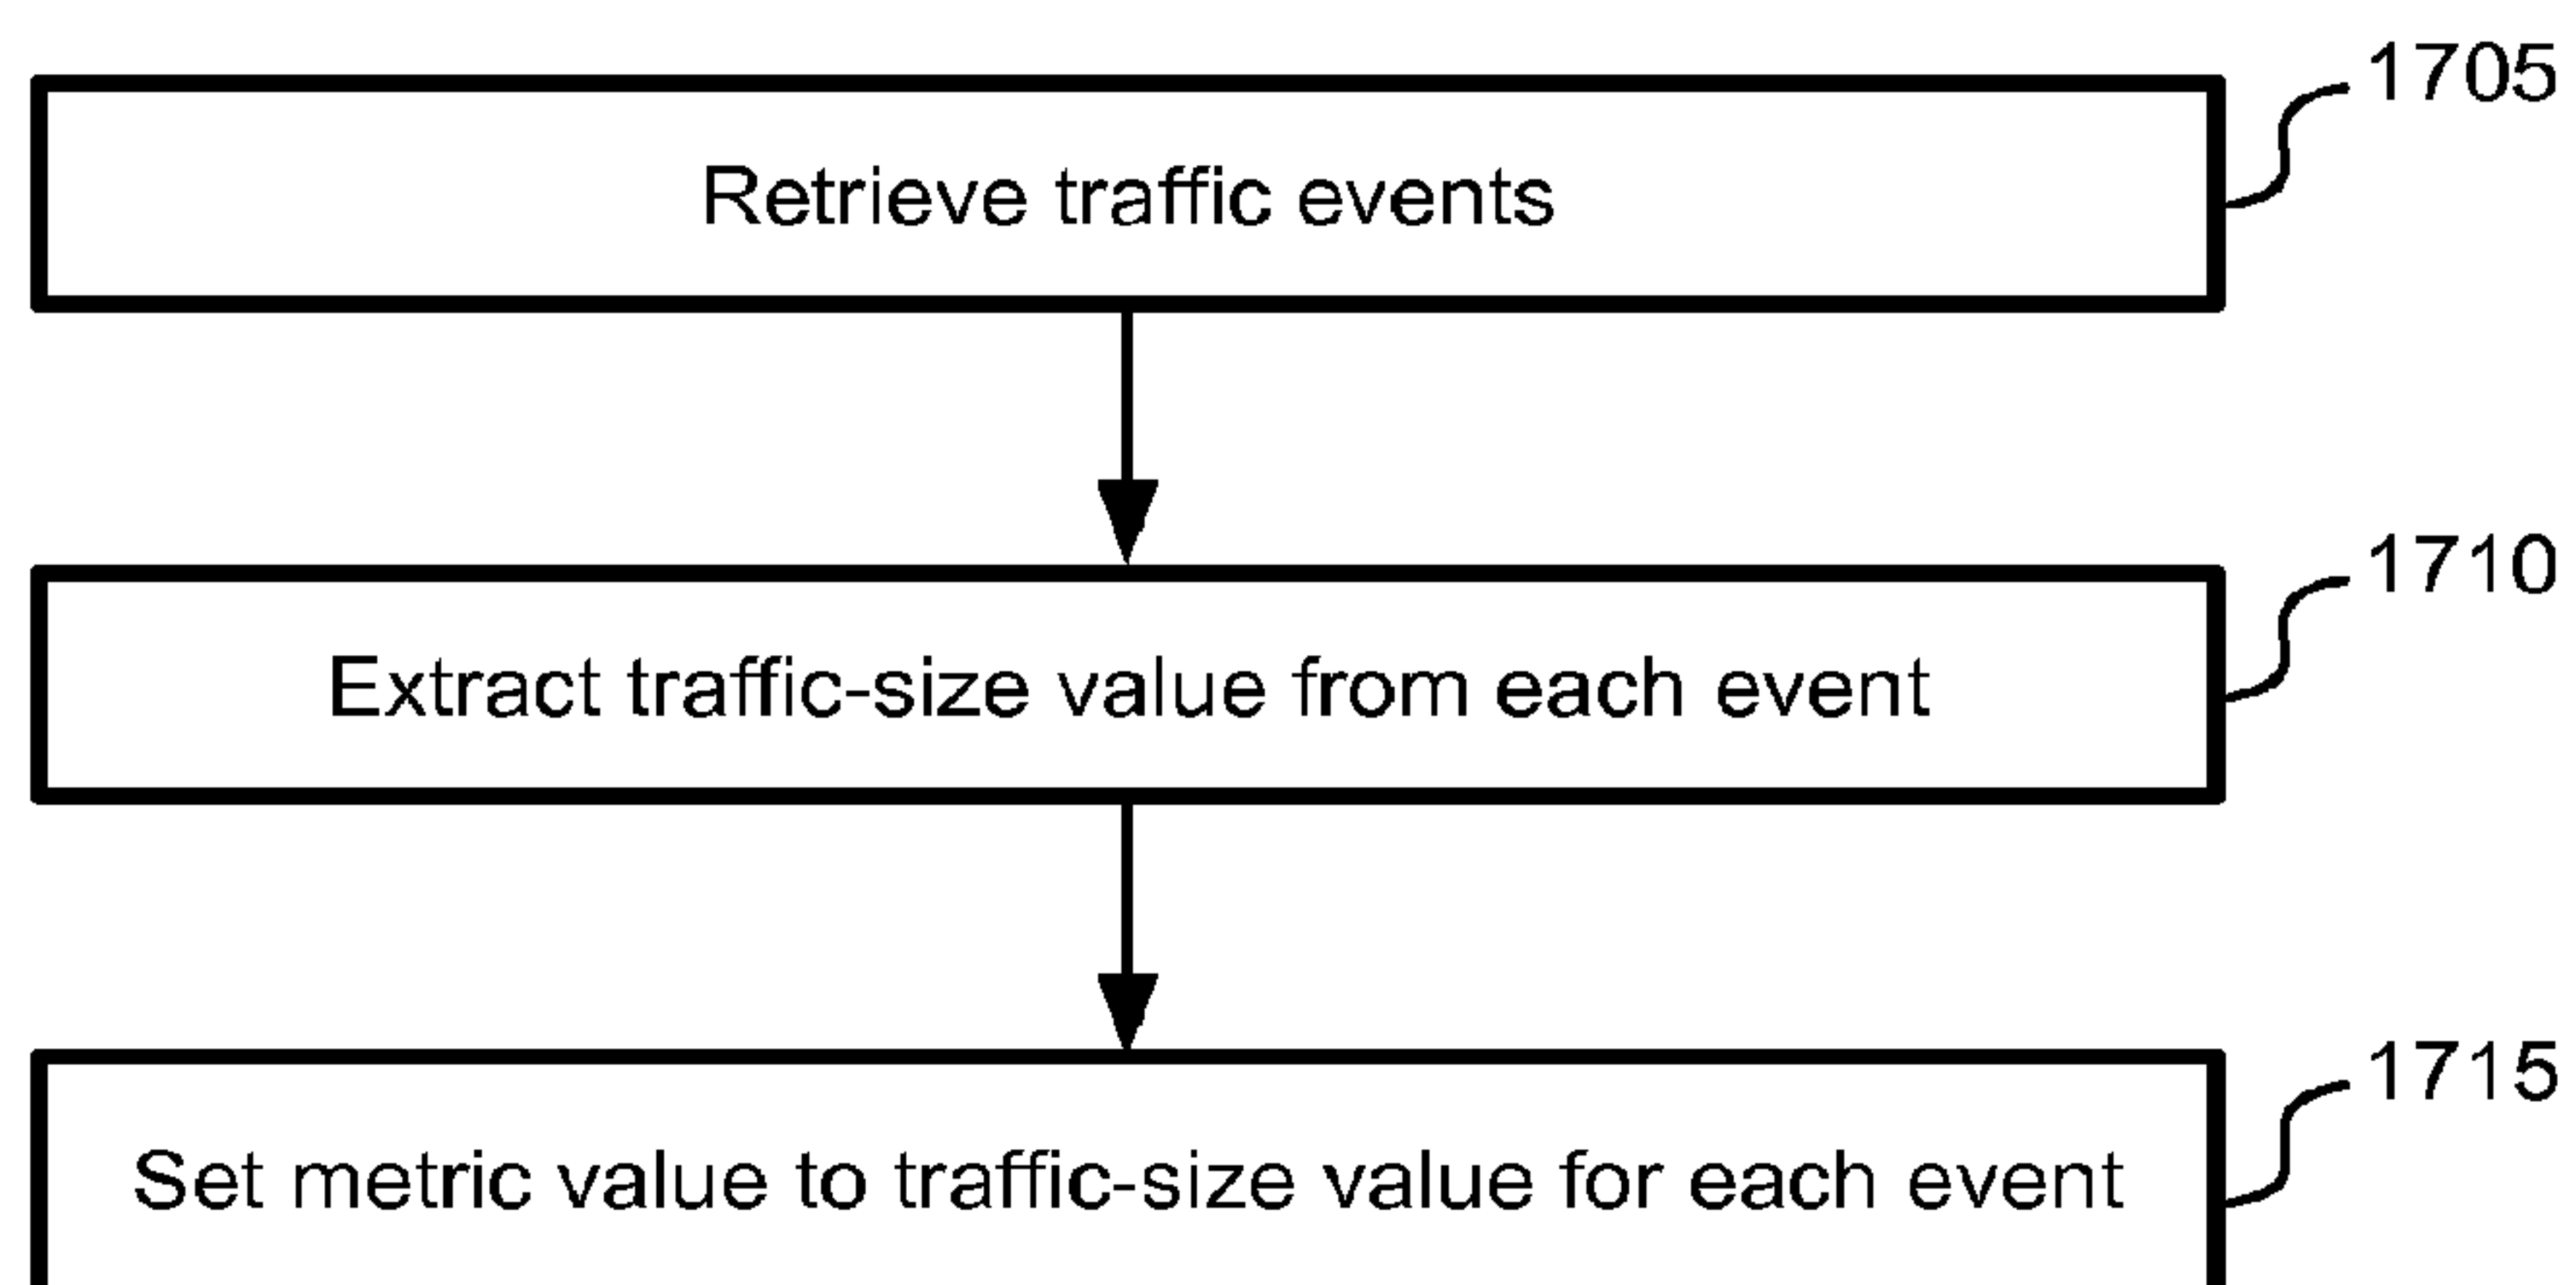 1705
Retrieve traffic events
1710
Extract traffic-size value from each event
1715
Set metric value to traffic-size value for each event